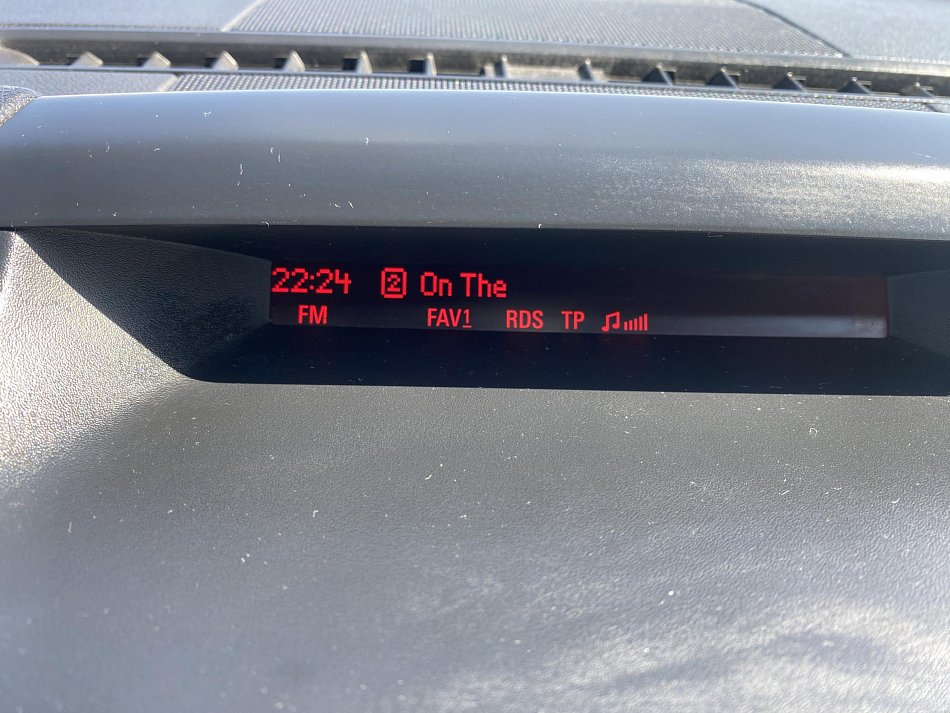 22:24 2 On The
FM FAV1 RDS TP